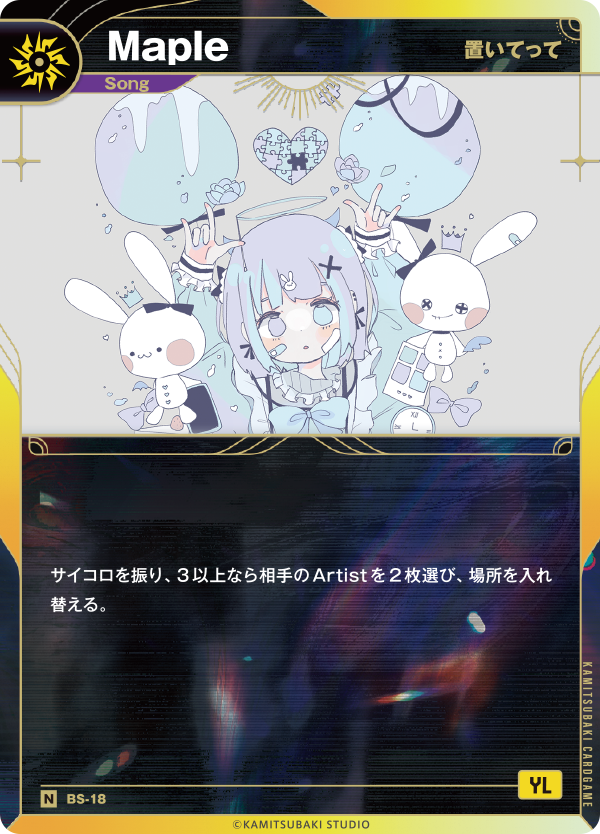 Maple
置いてって
Song
サイコロを振り、３以上なら相手のArtistを２枚選び、場所を入れ
替える。
KAMITSUBAKI CARDGAME
N BS-18
YL
©KAMITSUBAKI STUDIO